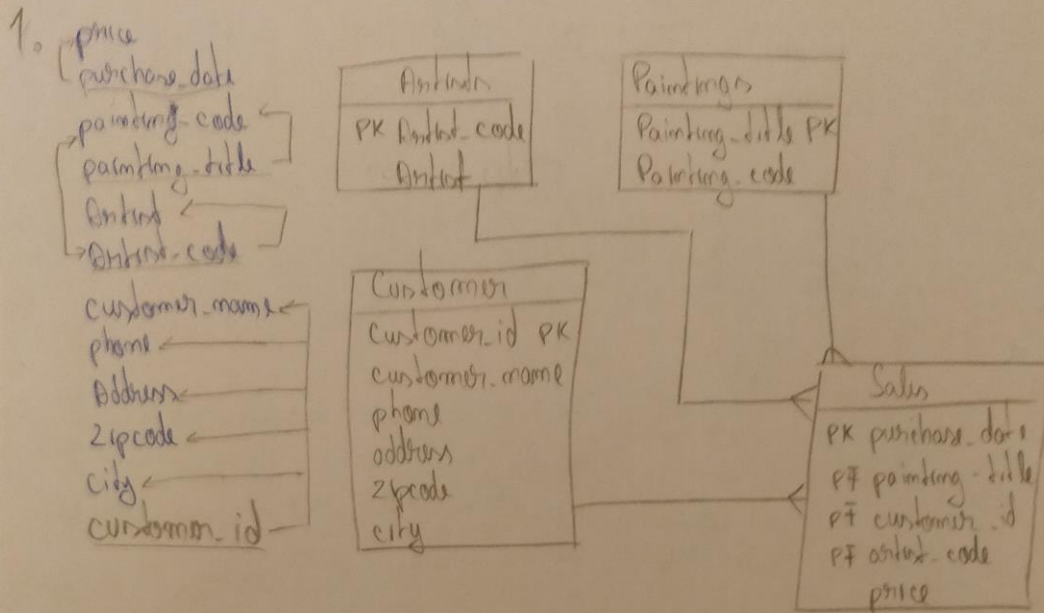 1.
price
purchase_date
painting_code
painting_title
Artist
Artist_code
customer_name
phone
Address
Zipcode
city
customer_id
Artists
PK Artist_code
Artist
Paintings
Painting_title PK
Painting_code
Customer
Customer_id PK
customer_name
phone
address
zipcode
city
Sales
PK purchase_date
PF painting_title
PF customer_id
PF artist_code
price